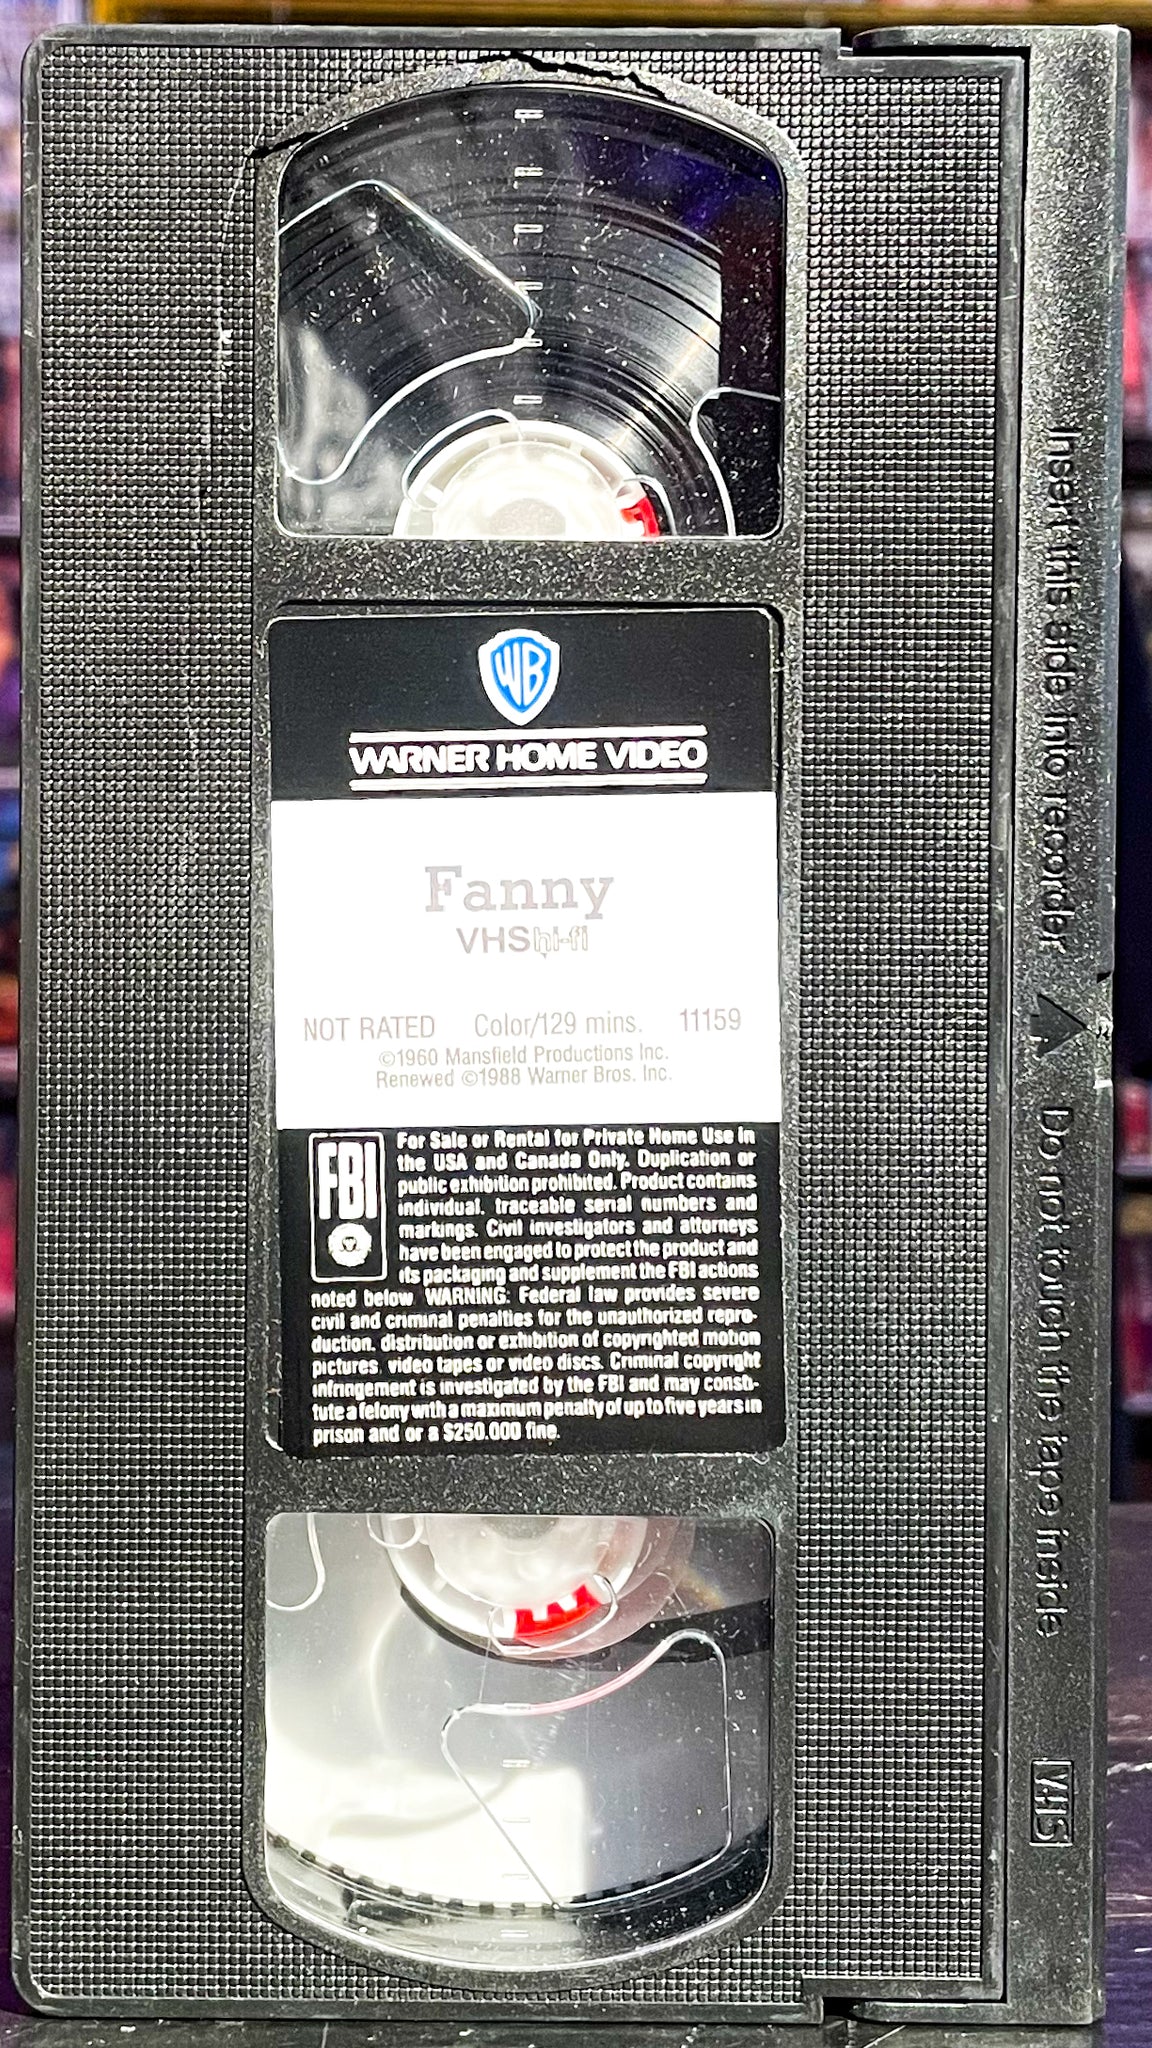 WB
WARNER HOME VIDEO
Fanny
VHS hi-fi
NOT RATED Color/129 mins. 11159
©1960 Mansfield Productions Inc.
Renewed ©1988 Warner Bros. Inc.
FBI
For Sale or Rental for Private Home Use in
the USA and Canada Only. Duplication or
public exhibition prohibited. Product contains
individual, traceable serial numbers and
markings. Civil investigators and attorneys
have been engaged to protect the product and
its packaging and supplement the FBI actions
noted below. WARNING: Federal law provides severe
civil and criminal penalties for the unauthorized repro-
duction, distribution or exhibition of copyrighted motion
pictures, video tapes or video discs. Criminal copyright
infringement is investigated by the FBI and may consti-
tute a felony with a maximum penalty of up to five years in
prison and or a $250,000 fine.
Insert this side into recorder
Do not touch the tape inside
VHS